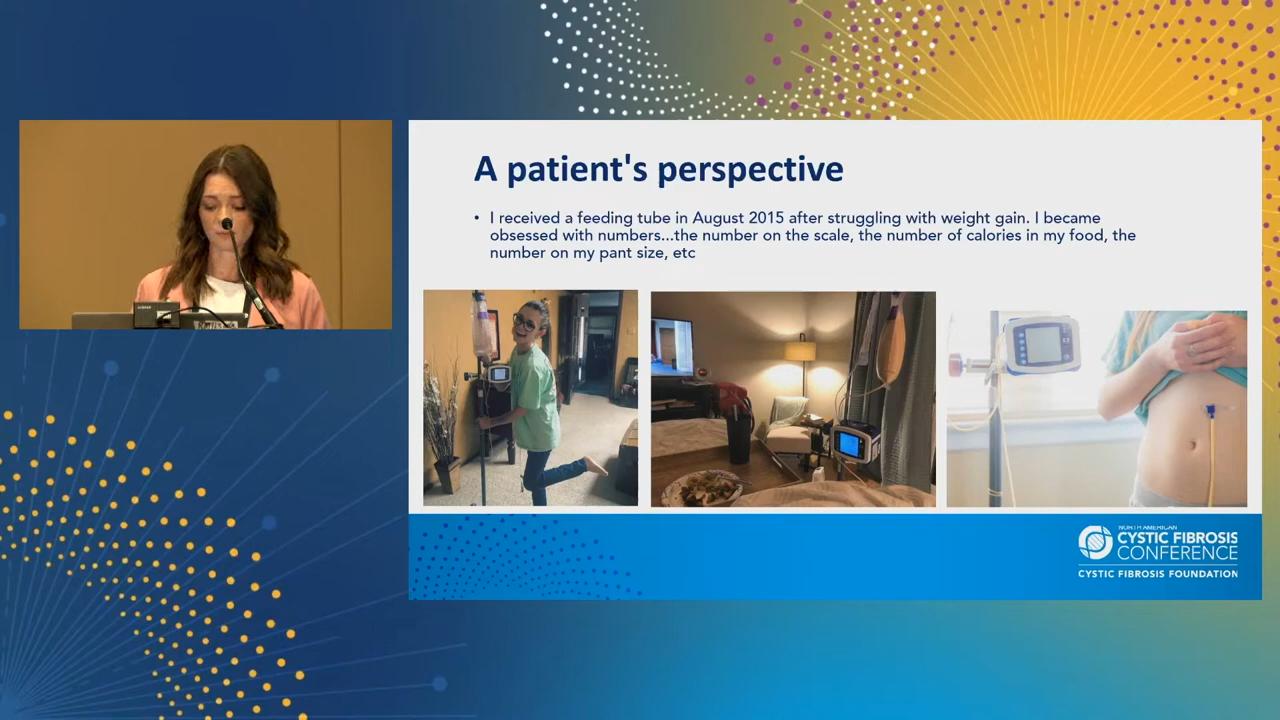 A patient's perspective
• I received a feeding tube in August 2015 after struggling with weight gain. I became
obsessed with numbers...the number on the scale, the number of calories in my food, the
number on my pant size, etc
NORTH AMERICAN
CYSTIC FIBROSIS
CONFERENCE
CYSTIC FIBROSIS FOUNDATION